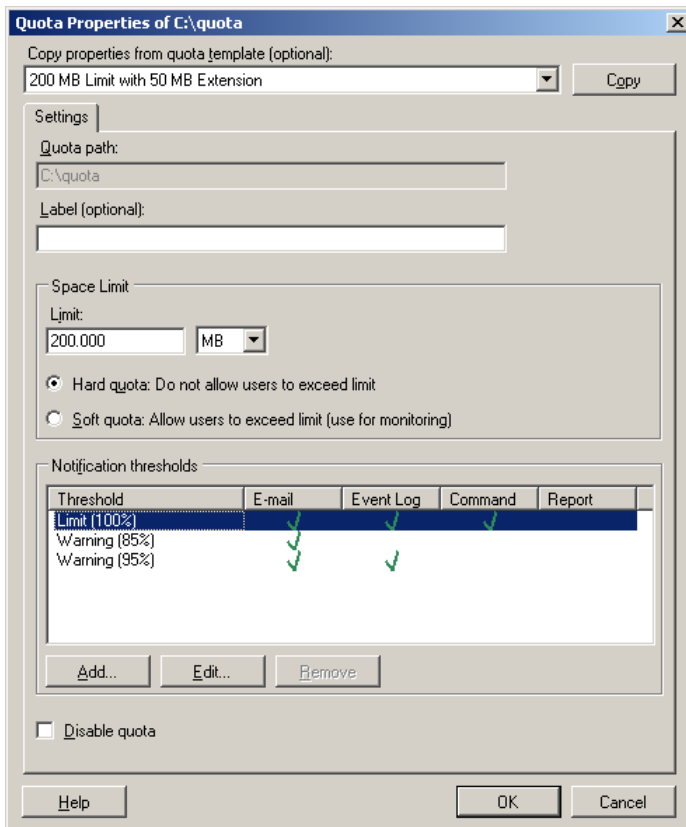 Quota Properties of C:\quota
Copy properties from quota template (optional):
200 MB Limit with 50 MB Extension
Copy
Settings
Quota path:
C:\quota
Label (optional):
Space Limit
Limit:
200.000 MB
Hard quota: Do not allow users to exceed limit
Soft quota: Allow users to exceed limit (use for monitoring)
Notification thresholds
Threshold E-mail Event Log Command Report
Limit (100%)
Warning (85%)
Warning (95%)
Add... Edit... Remove
Disable quota
Help OK Cancel